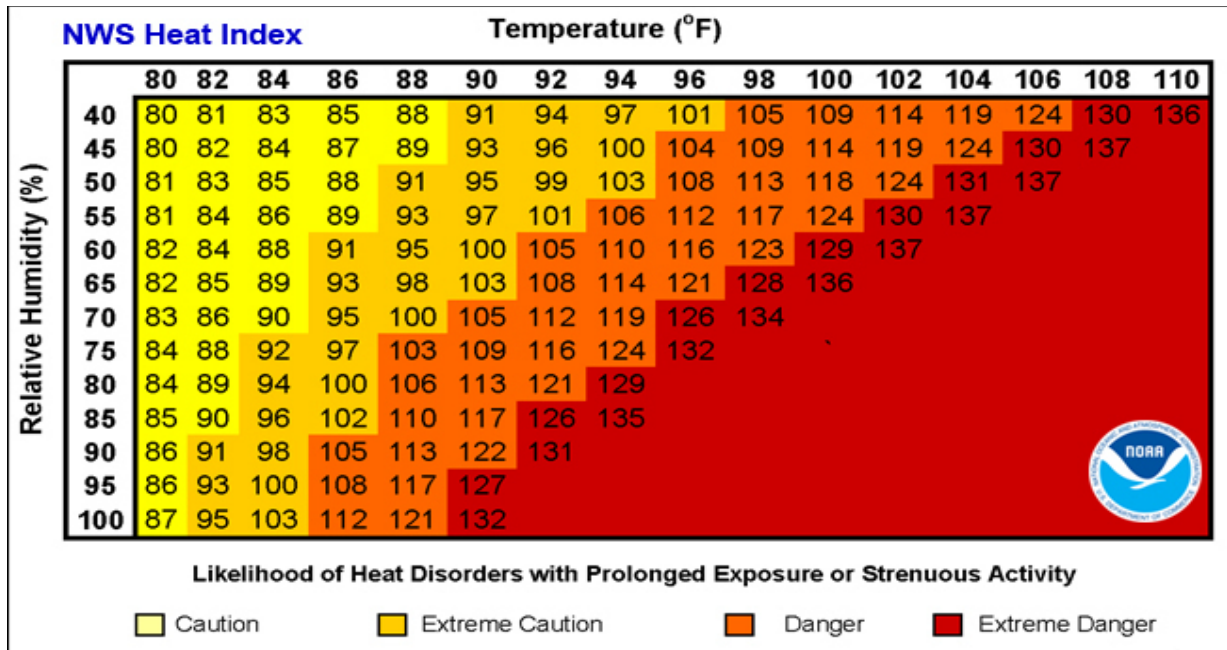 NWS Heat Index Temperature (°F)
80 82 84 86 88 90 92 94 96 98 100 102 104 106 108 110
Relative Humidity (%)
40 80 81 83 85 88 91 94 97 101 105 109 114 119 124 130 136
45 80 82 84 87 89 93 96 100 104 109 114 119 124 130 137
50 81 83 85 88 91 95 99 103 108 113 118 124 131 137
55 81 84 86 89 93 97 101 106 112 117 124 130 137
60 82 84 88 91 95 100 105 110 116 123 129 137
65 82 85 89 93 98 103 108 114 121 128 136
70 83 86 90 95 100 105 112 119 126 134
75 84 88 92 97 103 109 116 124 132
80 84 89 94 100 106 113 121 129
85 85 90 96 102 110 117 126 135
90 86 91 98 105 113 122 131
95 86 93 100 108 117 127
100 87 95 103 112 121 132
NOAA
Likelihood of Heat Disorders with Prolonged Exposure or Strenuous Activity
Caution Extreme Caution Danger Extreme Danger